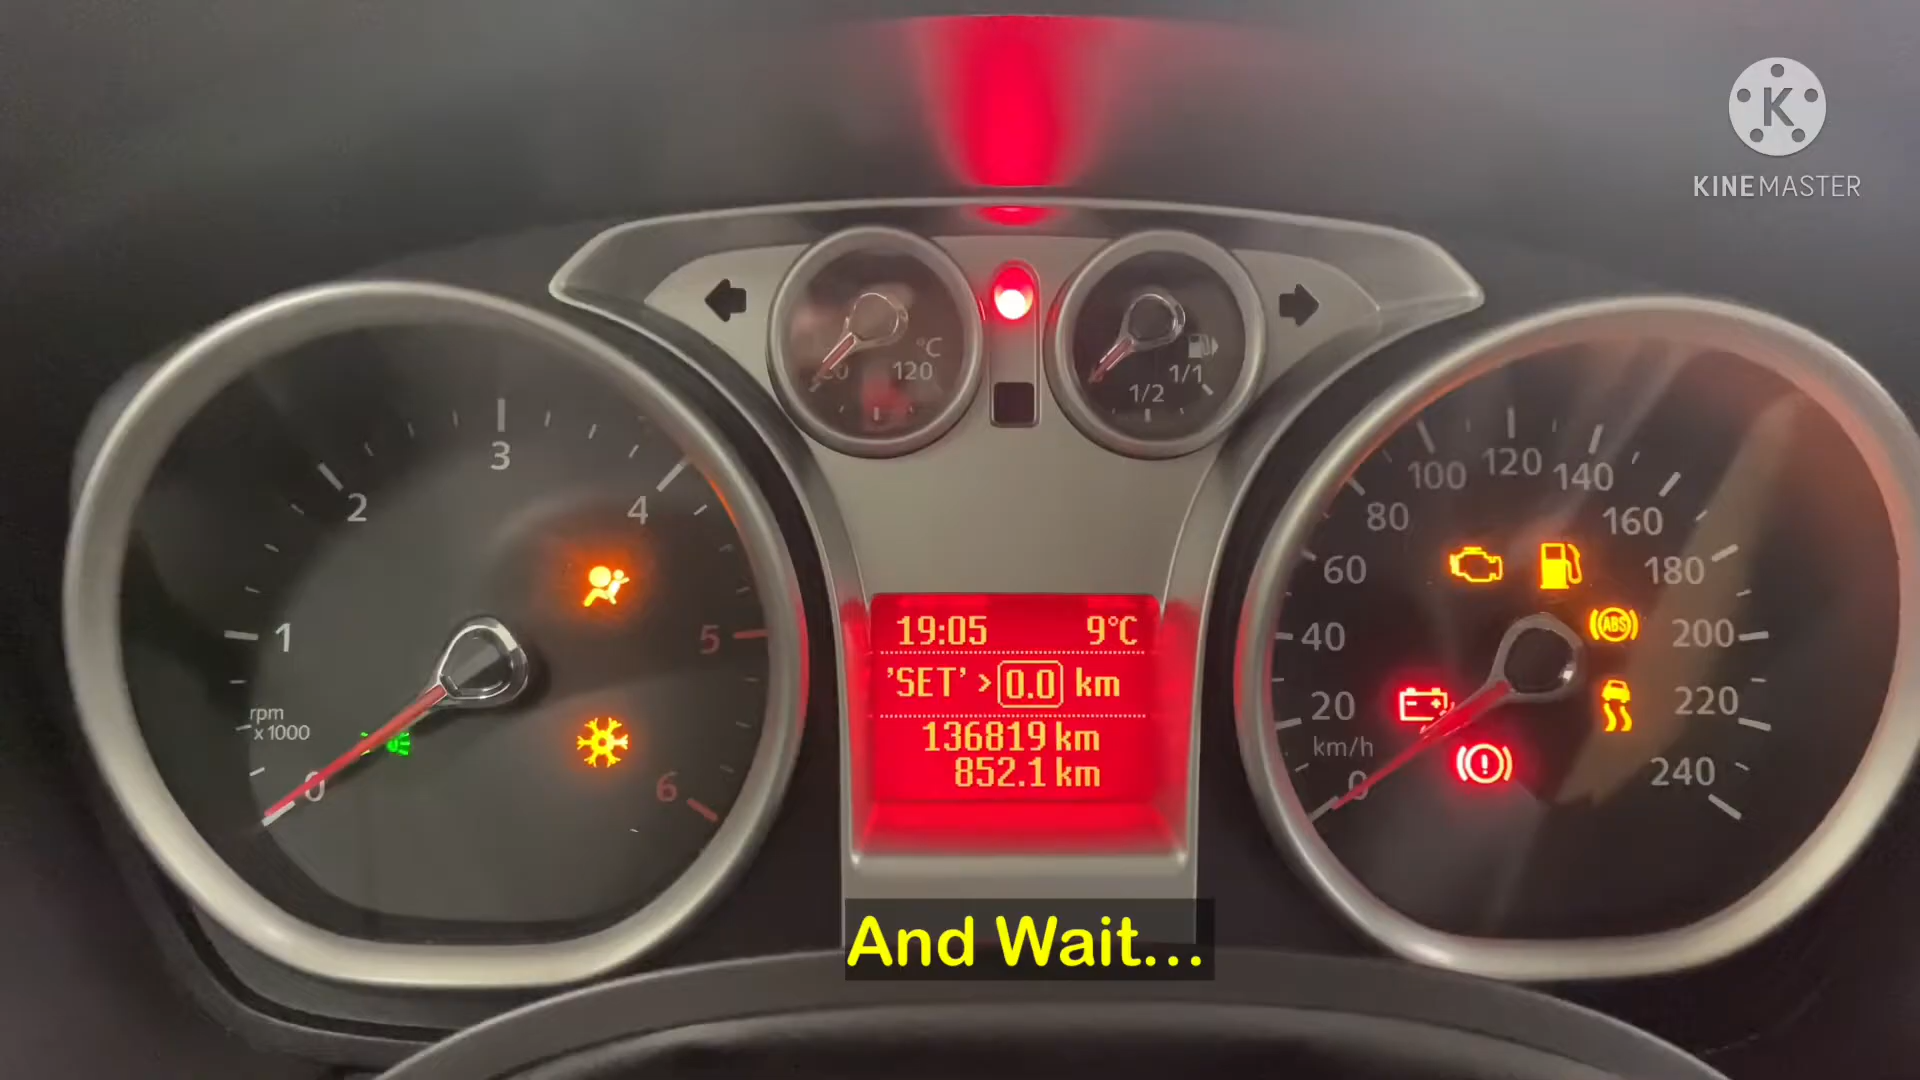 K
KINEMASTER
°C
120
1/2
1/1
1
2
3
4
5
6
0
rpm
x1000
19:05 9°C
'SET' > 0.0 km
136819 km
852.1 km
0
20
40
60
80
100
120
140
160
180
200
220
240
km/h
ABS
And Wait...